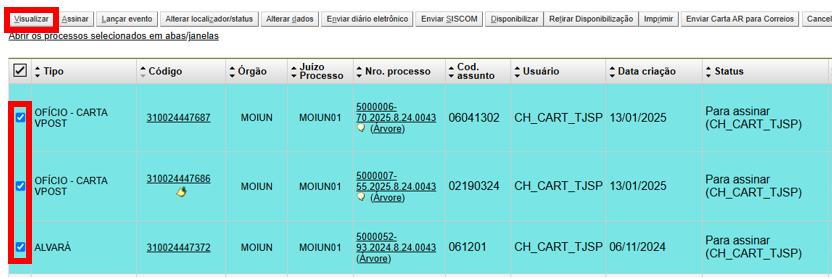 Visualizar Assinar Lançar evento Alterar localizador/status Alterar dados Enviar diário eletrônico Enviar SISCOM Disponibilizar Retirar Disponibilização Imprimir Enviar Carta AR para Correios Cancel
Abrir os processos selecionados em abas/janelas
Tipo Código Órgão Juízo Processo Nro. processo Cod. assunto Usuário Data criação Status
OFÍCIO - CARTA VPOST 310024447687 MOIUN MOIUN01 5000006-70.2025.8.24.0043 (Árvore) 06041302 CH_CART_TJSP 13/01/2025 Para assinar (CH_CART_TJSP)
OFÍCIO - CARTA VPOST 310024447686 MOIUN MOIUN01 5000007-55.2025.8.24.0043 (Árvore) 02190324 CH_CART_TJSP 13/01/2025 Para assinar (CH_CART_TJSP)
ALVARÁ 310024447372 MOIUN MOIUN01 5000052-93.2024.8.24.0043 (Árvore) 061201 CH_CART_TJSP 06/11/2024 Para assinar (CH_CART_TJSP)